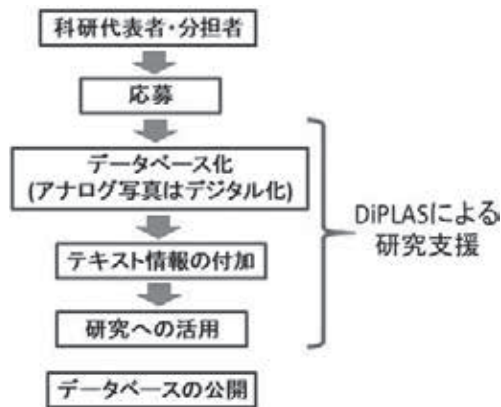 科研代表者・分担者
応募
データベース化
(アナログ写真はデジタル化)
テキスト情報の付加
研究への活用
データベースの公開
DiPLASによる
研究支援